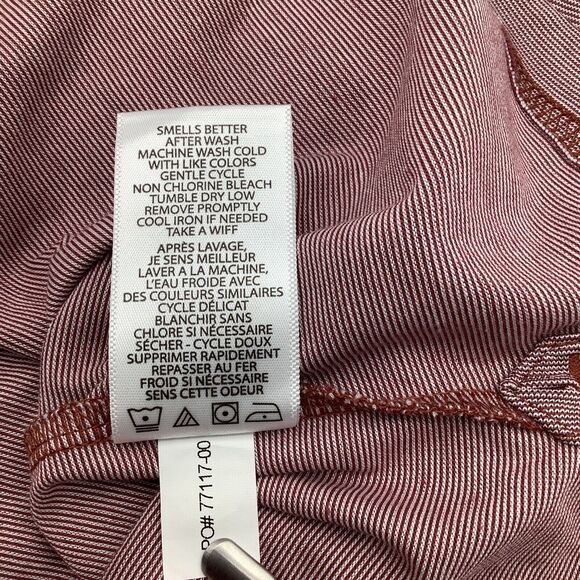 SMELLS BETTER
AFTER WASH
MACHINE WASH COLD
WITH LIKE COLORS
GENTLE CYCLE
NON CHLORINE BLEACH
TUMBLE DRY LOW
REMOVE PROMPTLY
COOL IRON IF NEEDED
TAKE A WIFF
APRÈS LAVAGE,
JE SENS MEILLEUR
LAVER A LA MACHINE,
L'EAU FROIDE AVEC
DES COULEURS SIMILAIRES
CYCLE DÉLICAT
BLANCHIR SANS
CHLORE SI NÉCESSAIRE
SÉCHER - CYCLE DOUX
SUPPRIMER RAPIDEMENT
REPASSER AU FER
FROID SI NÉCESSAIRE
SENS CETTE ODEUR
PO# 77117-00